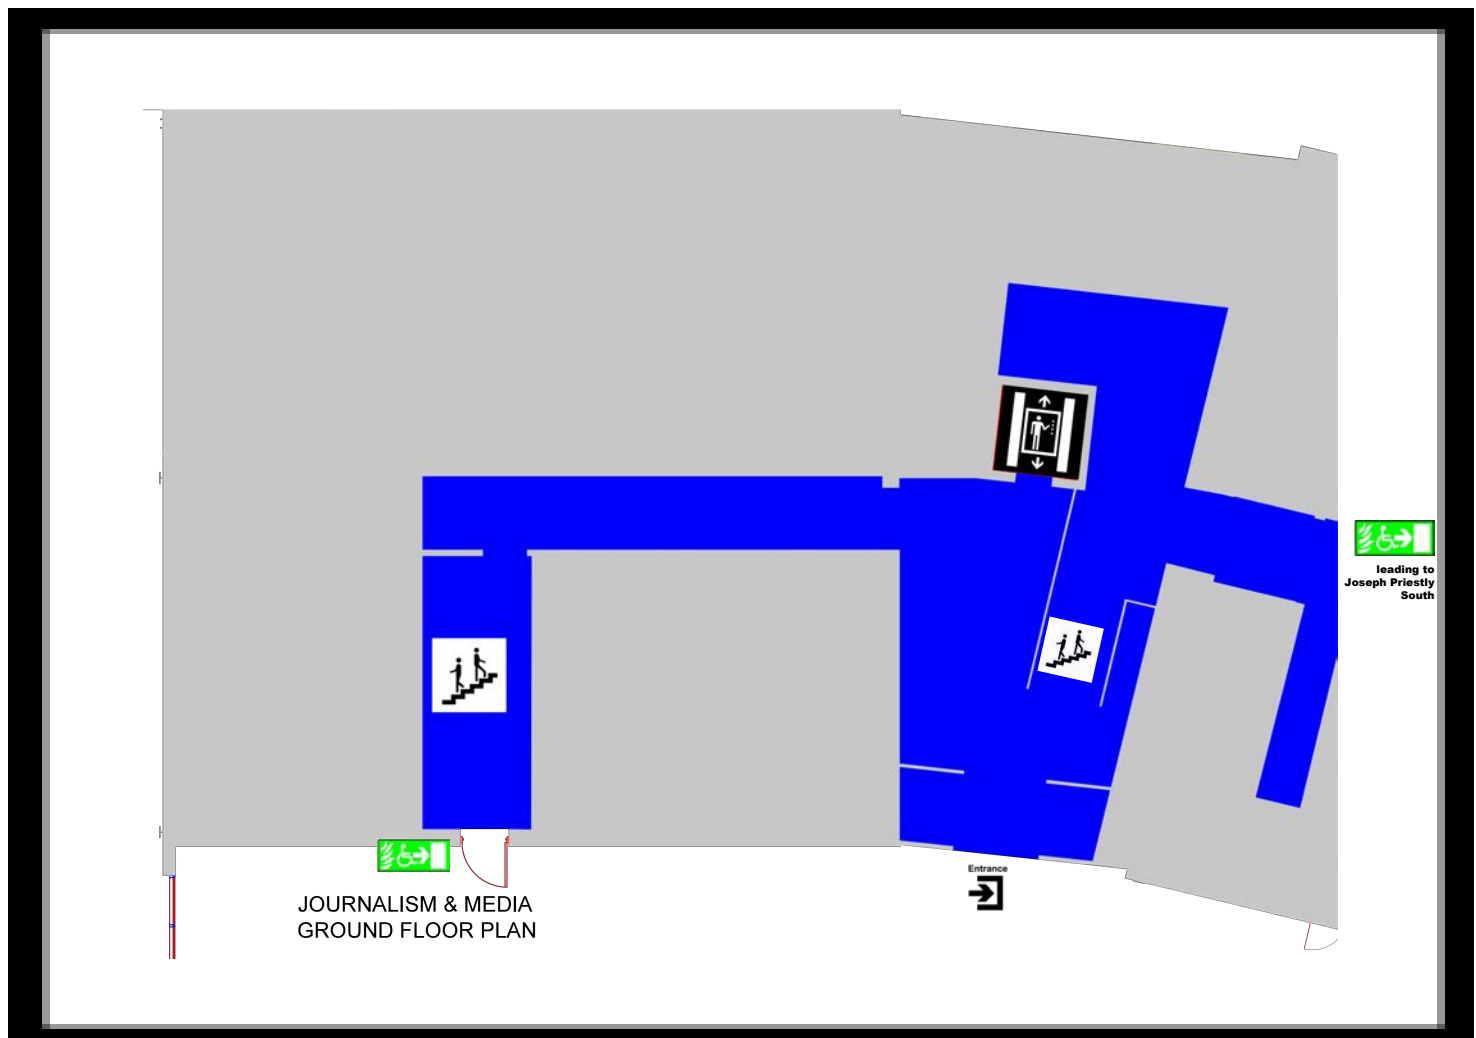 leading to
Joseph Priestly
South
Entrance
JOURNALISM & MEDIA
GROUND FLOOR PLAN